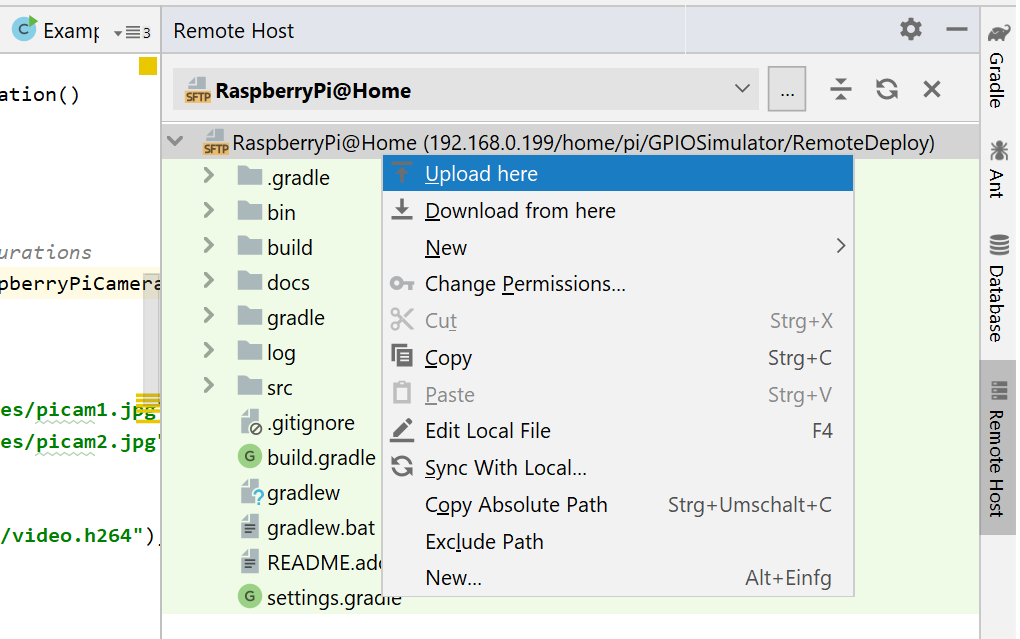 C Examp 3
Remote Host
ation()
urations
pberryPiCamera
es/picam1.jpg"
es/picam2.jpg"
/video.h264")
SFTP RaspberryPi@Home
...
SFTP RaspberryPi@Home (192.168.0.199/home/pi/GPIOSimulator/RemoteDeploy)
.gradle
bin
build
docs
gradle
log
src
.gitignore
G build.gradle
? gradlew
gradlew.bat
README.ad
G settings.gradle
Upload here
Download from here
New
Change Permissions...
Cut Strg+X
Copy Strg+C
Paste Strg+V
Edit Local File F4
Sync With Local...
Copy Absolute Path Strg+Umschalt+C
Exclude Path
New... Alt+Einfg
Gradle
Ant
Database
Remote Host